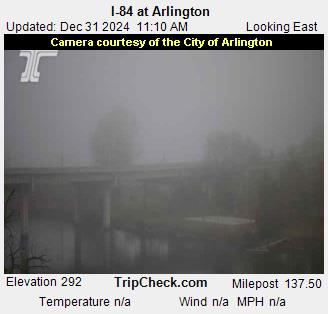 I-84 at Arlington
Updated: Dec 31 2024 11:10 AM Looking East
Camera courtesy of the City of Arlington
Elevation 292 TripCheck.com Milepost 137.50
Temperature n/a Wind n/a MPH n/a